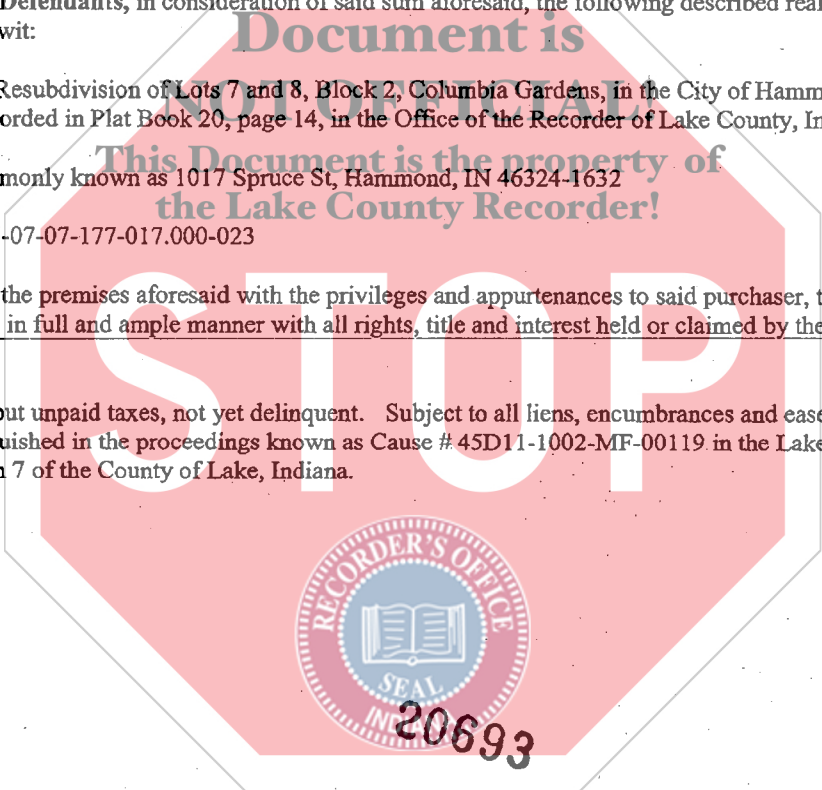 Defendants, in consideration of said sum aforesaid, the following described real
wit:
Document is
NOT OFFICIAL!
This Document is the property of
the Lake County Recorder!
Resubdivision of Lots 7 and 8, Block 2, Columbia Gardens, in the City of Hamm
orded in Plat Book 20, page 14, in the Office of the Recorder of Lake County, In
monly known as 1017 Spruce St, Hammond, IN 46324-1632
-07-07-177-017.000-023
the premises aforesaid with the privileges and appurtenances to said purchaser, t
in full and ample manner with all rights, title and interest held or claimed by the
STOP
out unpaid taxes, not yet delinquent. Subject to all liens, encumbrances and ease
uished in the proceedings known as Cause # 45D11-1002-MF-00119 in the Lake
7 of the County of Lake, Indiana.
RECORDER'S OFFICE
SEAL
INDIANA
20693